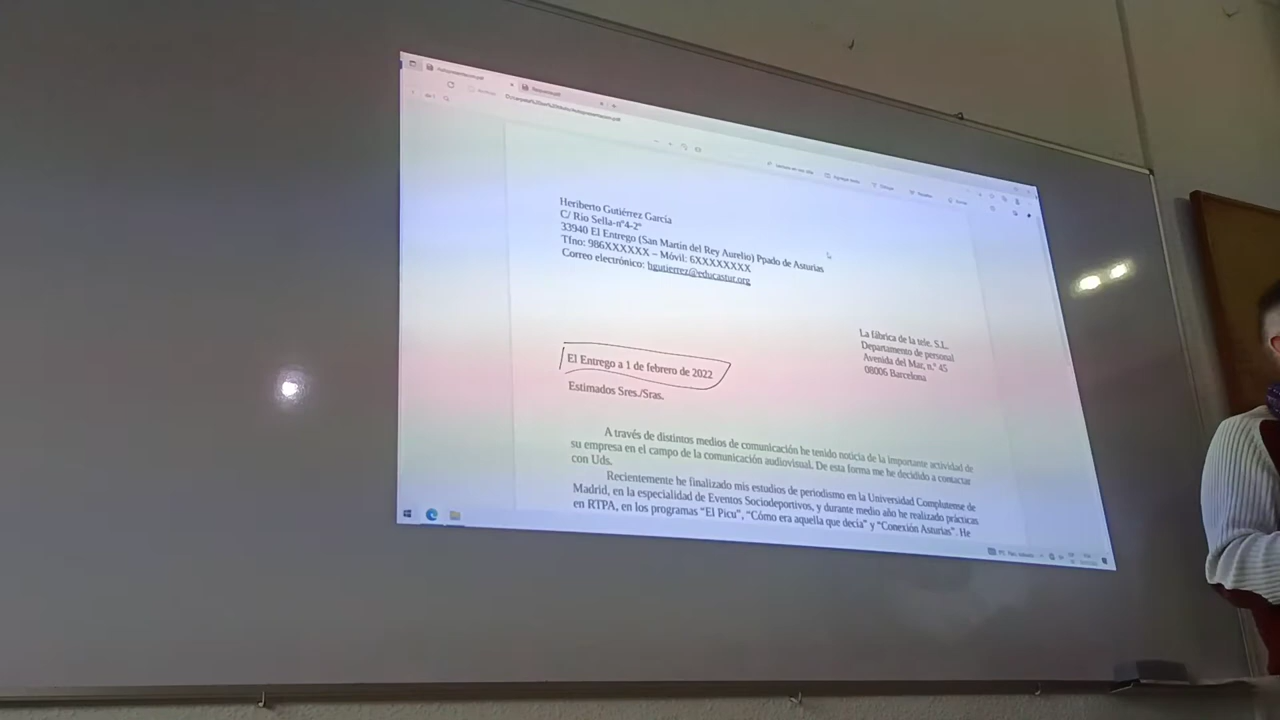 Heriberto Gutiérrez García
C/ Rio Sella-nº4-2º
33940 El Entrego (San Martín del Rey Aurelio) Ppado de Asturias
Tfno: 986XXXXXX – Móvil: 6XXXXXXXX
Correo electrónico: hgutierrez@educastur.org
La fábrica de la tele, S.L.
Departamento de personal
Avenida del Mar, n.º 45
08006 Barcelona
El Entrego a 1 de febrero de 2022
Estimados Sres./Sras.
A través de distintos medios de comunicación he tenido noticia de la importante actividad de
su empresa en el campo de la comunicación audiovisual. De esta forma me he decidido a contactar
con Uds.
Recientemente he finalizado mis estudios de periodismo en la Universidad Complutense de
Madrid, en la especialidad de Eventos Sociodeportivos, y durante medio año he realizado prácticas
en RTPA, en los programas “El Picu”, “Cómo era aquella que decía” y “Conexión Asturias”. He